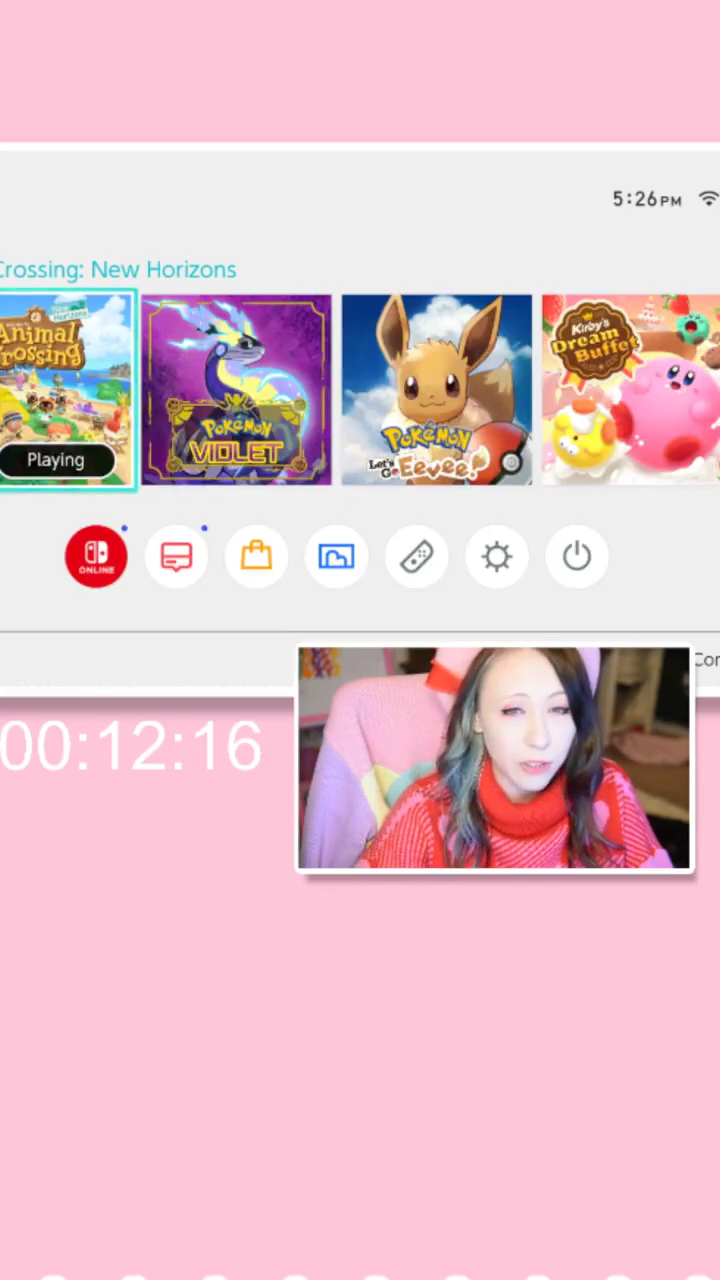 5:26PM
Crossing: New Horizons
New
Horizons
Animal
Crossing
Playing
POKÉMON
VIOLET
POKÉMON
Let's
Go
Eevee!
Kirby's
Dream
Buffet
ONLINE
Cor
00:12:16